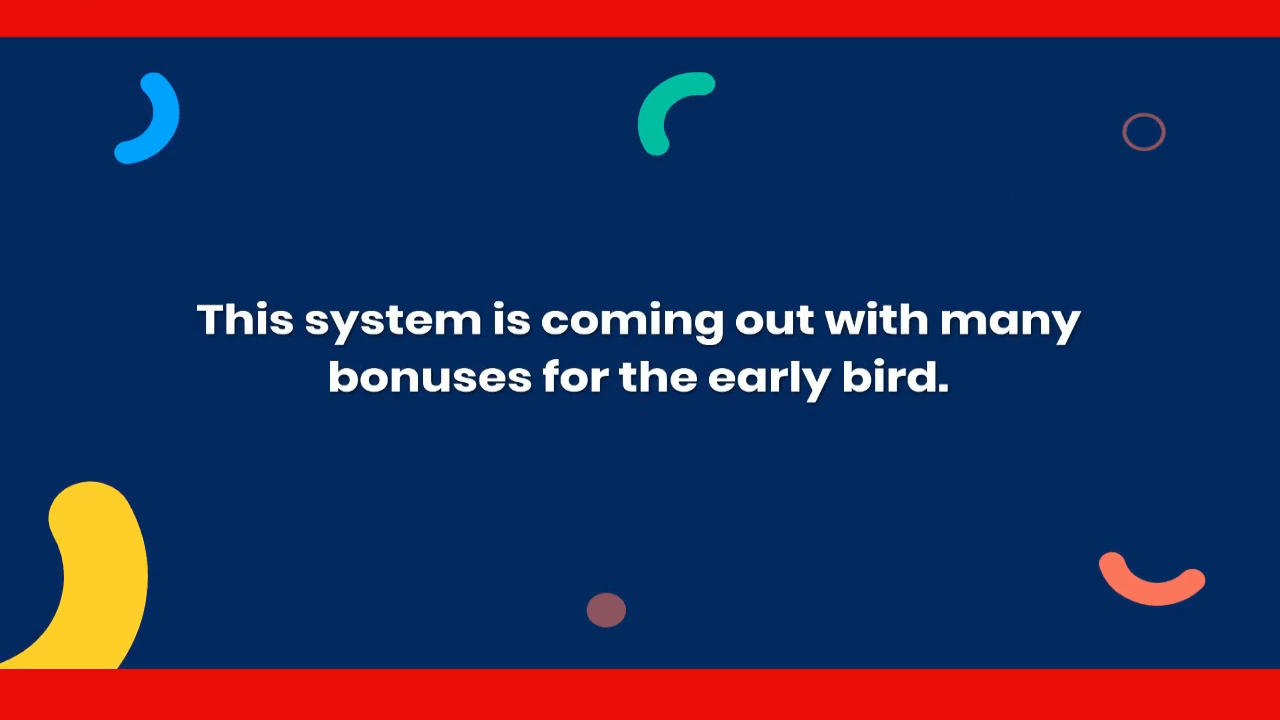 This system is coming out with many
bonuses for the early bird.